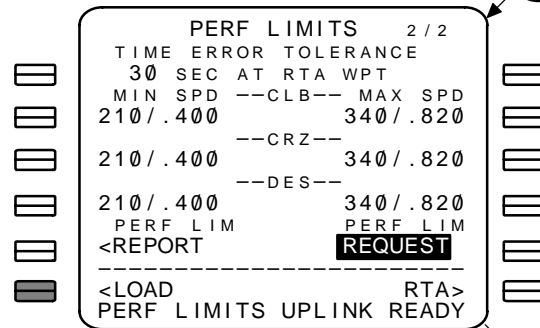 PERF LIMITS 2/2
TIME ERROR TOLERANCE
30 SEC AT RTA WPT
MIN SPD --CLB-- MAX SPD
210/.400 340/.820
--CRZ--
210/.400 340/.820
--DES--
210/.400 340/.820
PERF LIM PERF LIM
<REPORT REQUEST
------------------------
<LOAD RTA>
PERF LIMITS UPLINK READY